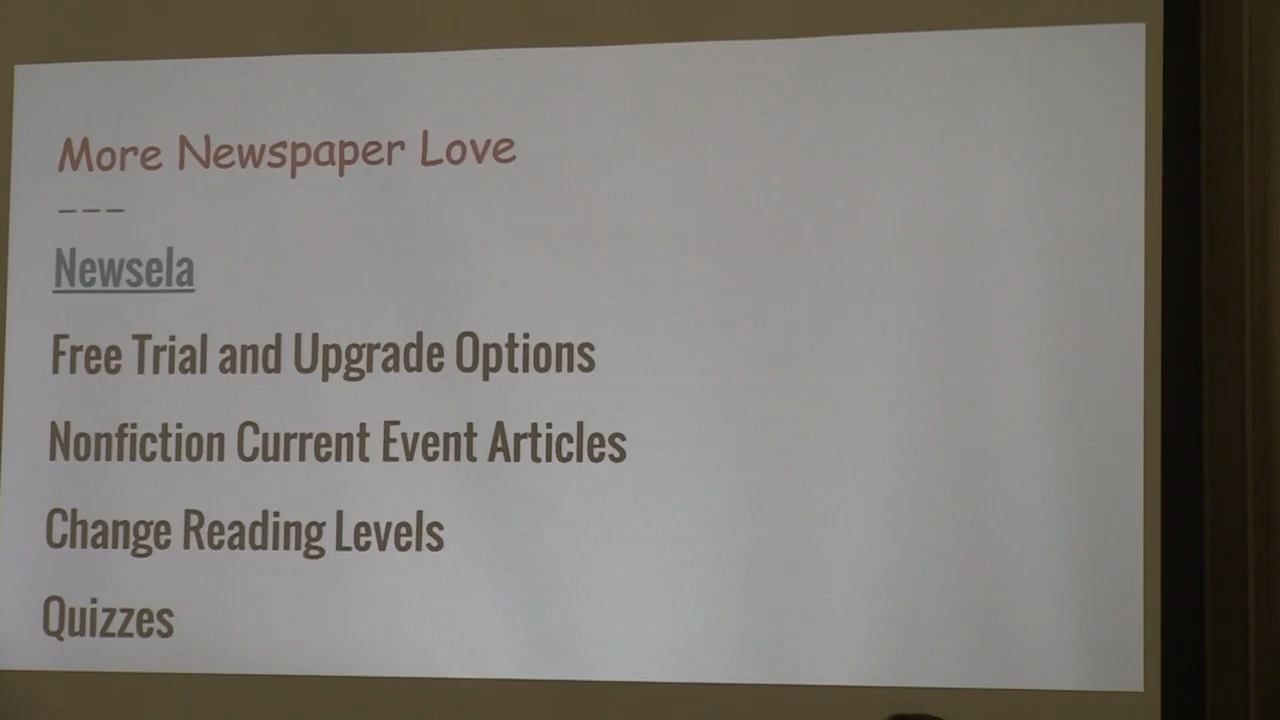 More Newspaper Love
---
Newsela
Free Trial and Upgrade Options
Nonfiction Current Event Articles
Change Reading Levels
Quizzes